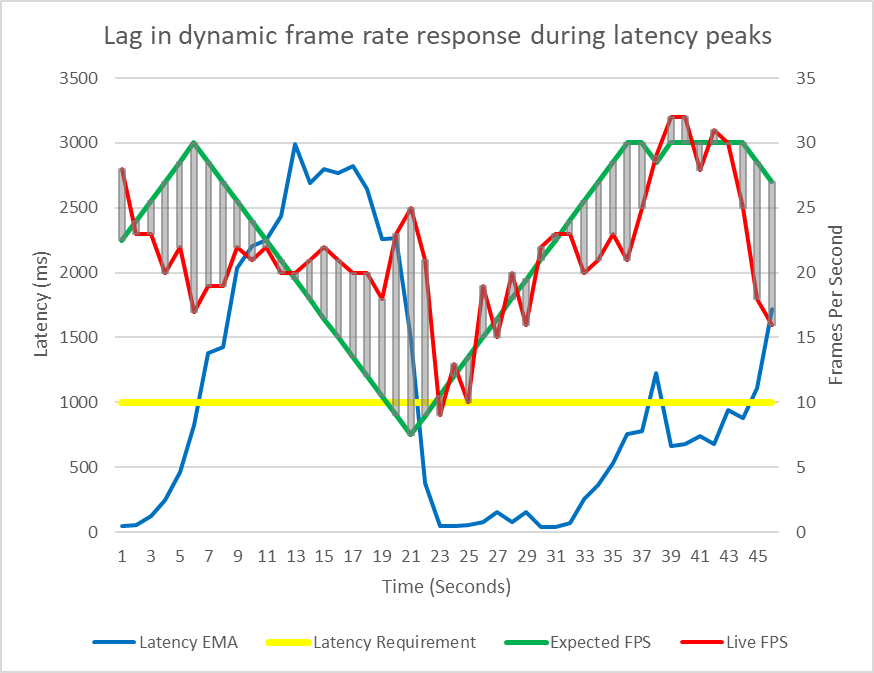 Lag in dynamic frame rate response during latency peaks
3500 35
3000 30
2500 25
2000 20
1500 15
1000 10
500 5
0 0
Latency (ms)
Frames Per Second
1 3 5 7 9 11 13 15 17 19 21 23 25 27 29 31 33 35 37 39 41 43 45
Time (Seconds)
Latency EMA Latency Requirement Expected FPS Live FPS